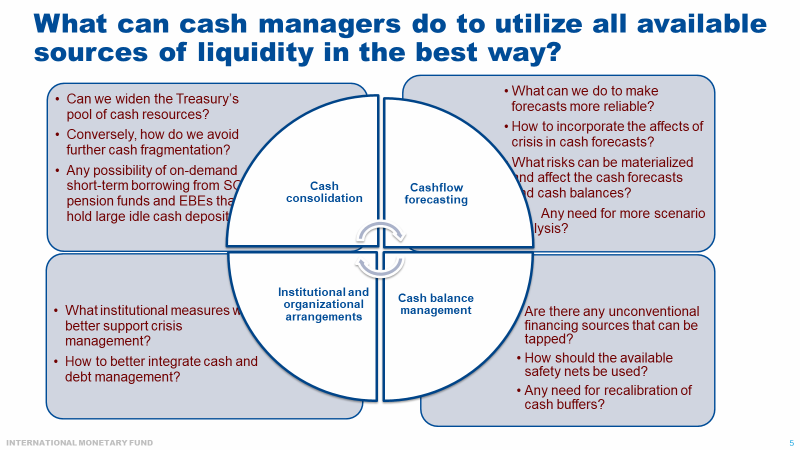 What can cash managers do to utilize all available
sources of liquidity in the best way?
• Can we widen the Treasury's
pool of cash resources?
• Conversely, how do we avoid
further cash fragmentation?
• Any possibility of on-demand
short-term borrowing from
pension funds and EBEs
hold large idle cash
• What can we do to make
forecasts more reliable?
• How to incorporate the affects of
crisis in cash forecasts?
What risks can be materialized
and affect the cash forecasts
cash balances?
Any need for more scenario
Cash
consolidation
Cashflow
forecasting
Institutional and
organizational
arrangements
Cash balance
management
• What institutional measures
better support crisis
management?
• How to better integrate cash and
debt management?
Are there any unconventional
financing sources that can be
tapped?
• How should the available
safety nets be used?
• Any need for recalibration of
cash buffers?
INTERNATIONAL MONETARY FUND
5